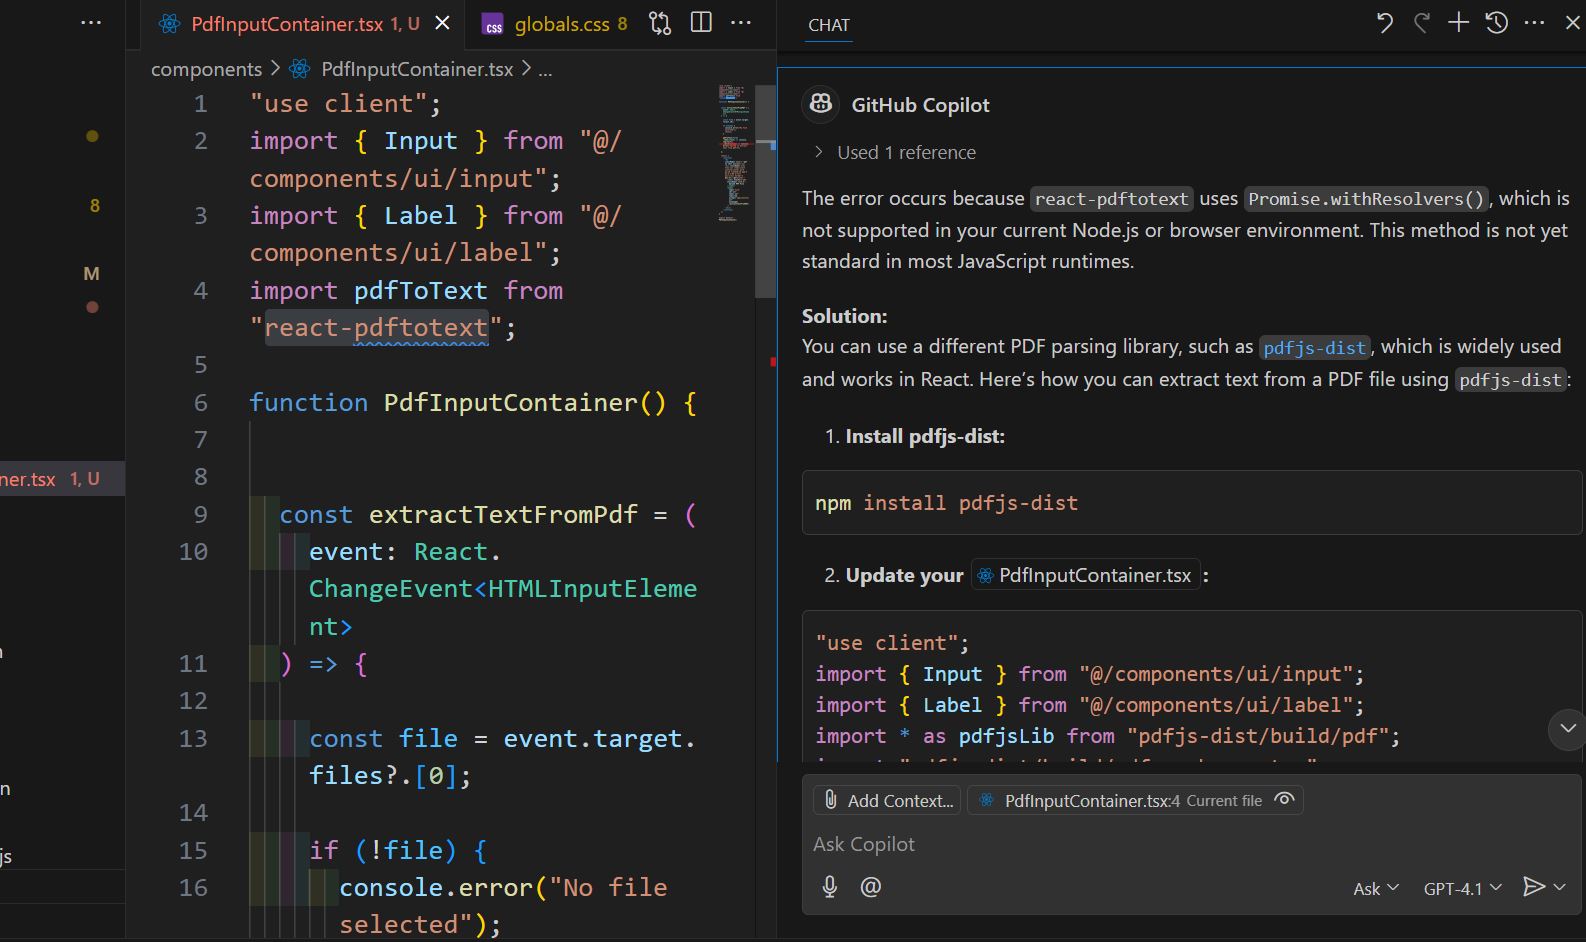 PdfInputContainer.tsx 1, U
css globals.css 8
components > PdfInputContainer.tsx > ...
8
M
ner.tsx 1, U
n
js
1 "use client";
2 import { Input } from "@/
components/ui/input";
3 import { Label } from "@/
components/ui/label";
4 import pdfToText from
"react-pdftotext";
5
6 function PdfInputContainer() {
7
8
9 const extractTextFromPdf = (
10 event: React.
ChangeEvent<HTMLInputEleme
nt>
11 ) => {
12
13 const file = event.target.
files?.[0];
14
15 if (!file) {
16 console.error("No file
selected");
CHAT
GitHub Copilot
> Used 1 reference
The error occurs because react-pdftotext uses Promise.withResolvers(), which is
not supported in your current Node.js or browser environment. This method is not yet
standard in most JavaScript runtimes.
Solution:
You can use a different PDF parsing library, such as pdfjs-dist, which is widely used
and works in React. Here's how you can extract text from a PDF file using pdfjs-dist:
1. Install pdfjs-dist:
npm install pdfjs-dist
2. Update your PdfInputContainer.tsx :
"use client";
import { Input } from "@/components/ui/input";
import { Label } from "@/components/ui/label";
import * as pdfjsLib from "pdfjs-dist/build/pdf";
Add Context...
PdfInputContainer.tsx:4 Current file
Ask Copilot
@
Ask
GPT-4.1